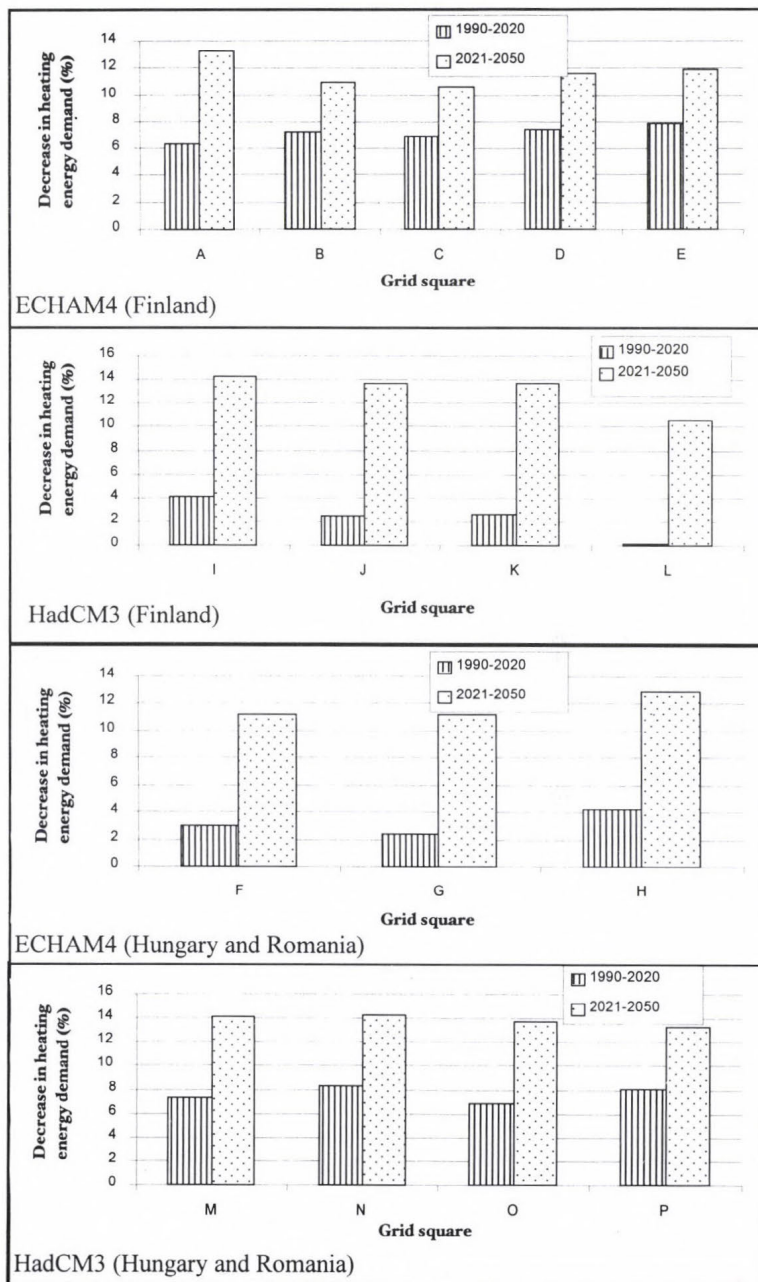 Decrease in heating
energy demand (%)
14
12
10
8
6
4
2
0
1990-2020
2021-2050
A B C D E
Grid square
ECHAM4 (Finland)
Decrease in heating
energy demand (%)
16
14
12
10
8
6
4
2
0
1990-2020
2021-2050
I J K L
Grid square
HadCM3 (Finland)
Decrease in heating
energy demand (%)
14
12
10
8
6
4
2
0
1990-2020
2021-2050
F G H
Grid square
ECHAM4 (Hungary and Romania)
Decrease in heating
energy demand (%)
16
14
12
10
8
6
4
2
0
1990-2020
2021-2050
M N O P
Grid square
HadCM3 (Hungary and Romania)